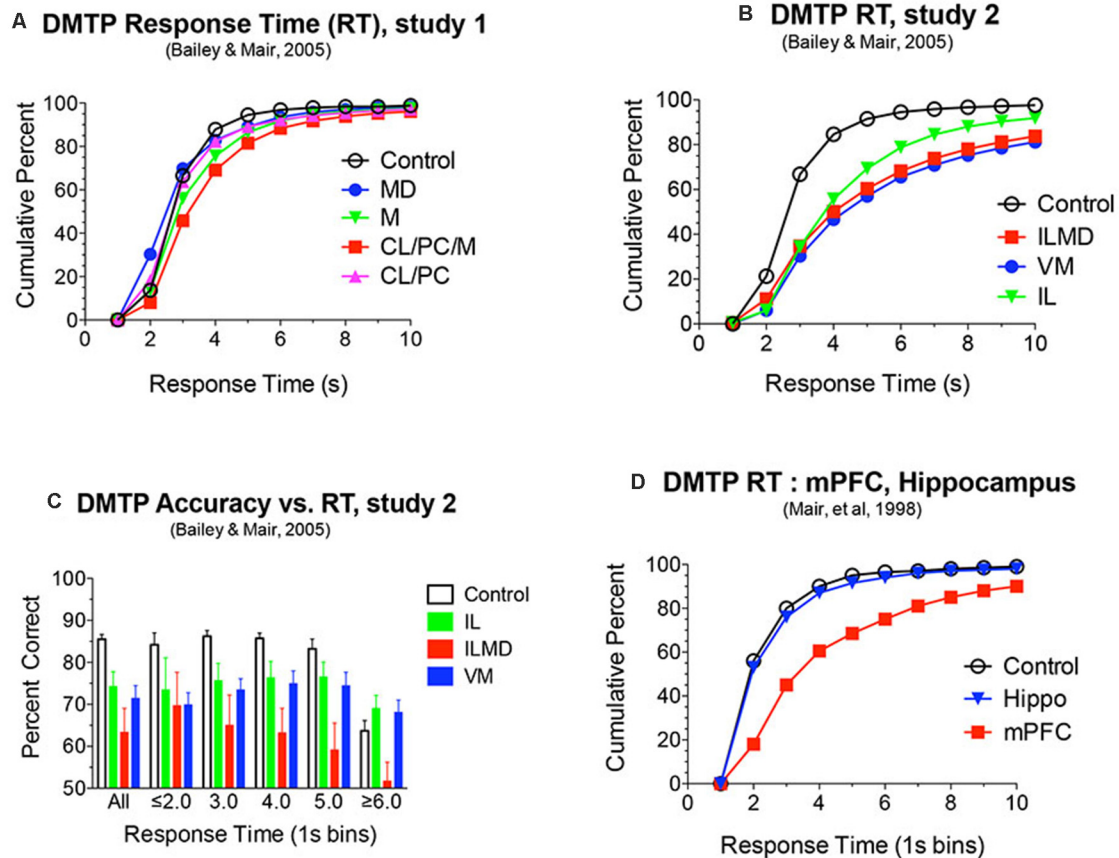 A DMTP Response Time (RT), study 1
(Bailey & Mair, 2005)
Cumulative Percent
100
80
60
40
20
0
0 2 4 6 8 10
Response Time (s)
Control
MD
M
CL/PC/M
CL/PC
B DMTP RT, study 2
(Bailey & Mair, 2005)
Cumulative Percent
100
80
60
40
20
0
0 2 4 6 8 10
Response Time (s)
Control
ILMD
VM
IL
C DMTP Accuracy vs. RT, study 2
(Bailey & Mair, 2005)
Percent Correct
100
90
80
70
60
50
All ≤2.0 3.0 4.0 5.0 ≥6.0
Response Time (1s bins)
Control
IL
ILMD
VM
D DMTP RT : mPFC, Hippocampus
(Mair, et al, 1998)
Cumulative Percent
100
80
60
40
20
0
0 2 4 6 8 10
Response Time (1s bins)
Control
Hippo
mPFC